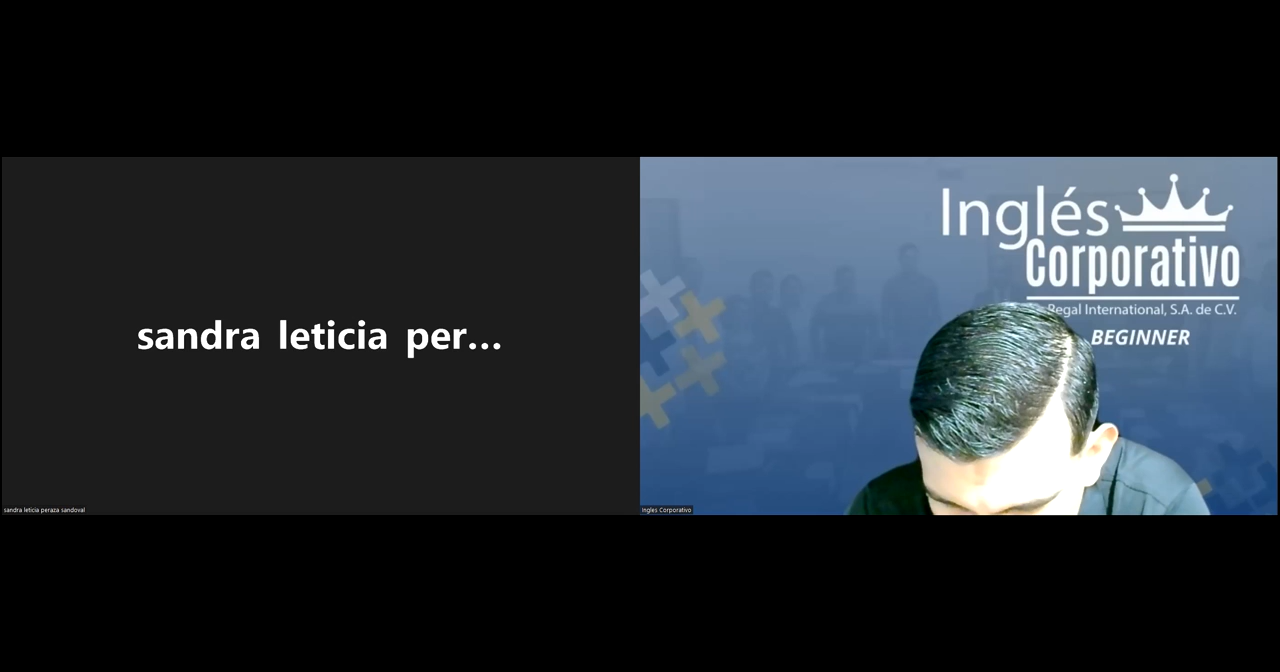 sandra leticia per...
sandra leticia peraza sandoval
Inglés
Corporativo
Regal International, S.A. de C.V.
BEGINNER
Ingles Corporativo